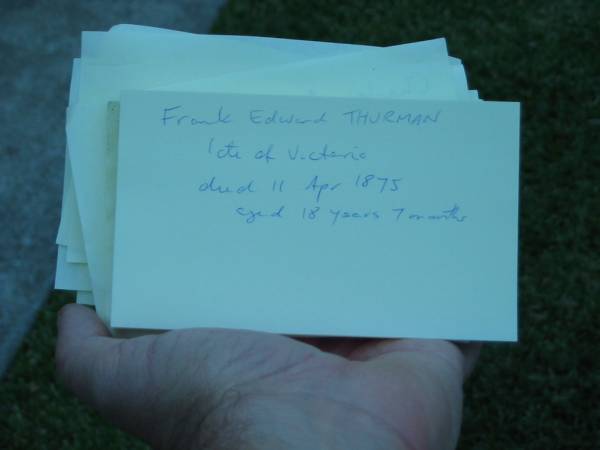 Frank Edward THURMAN
late of Victoria
died 11 Apr 1875
aged 18 years 7 months